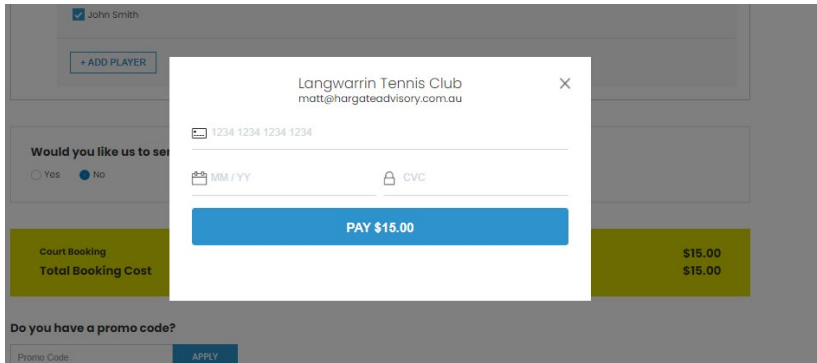 John Smith
+ ADD PLAYER
Langwarrin Tennis Club
matt@hargateadvisory.com.au
1234 1234 1234 1234
Would you like us to ser
Yes No
MM / YY CVC
PAY $15.00
Court Booking $15.00
Total Booking Cost $15.00
Do you have a promo code?
Promo Code APPLY